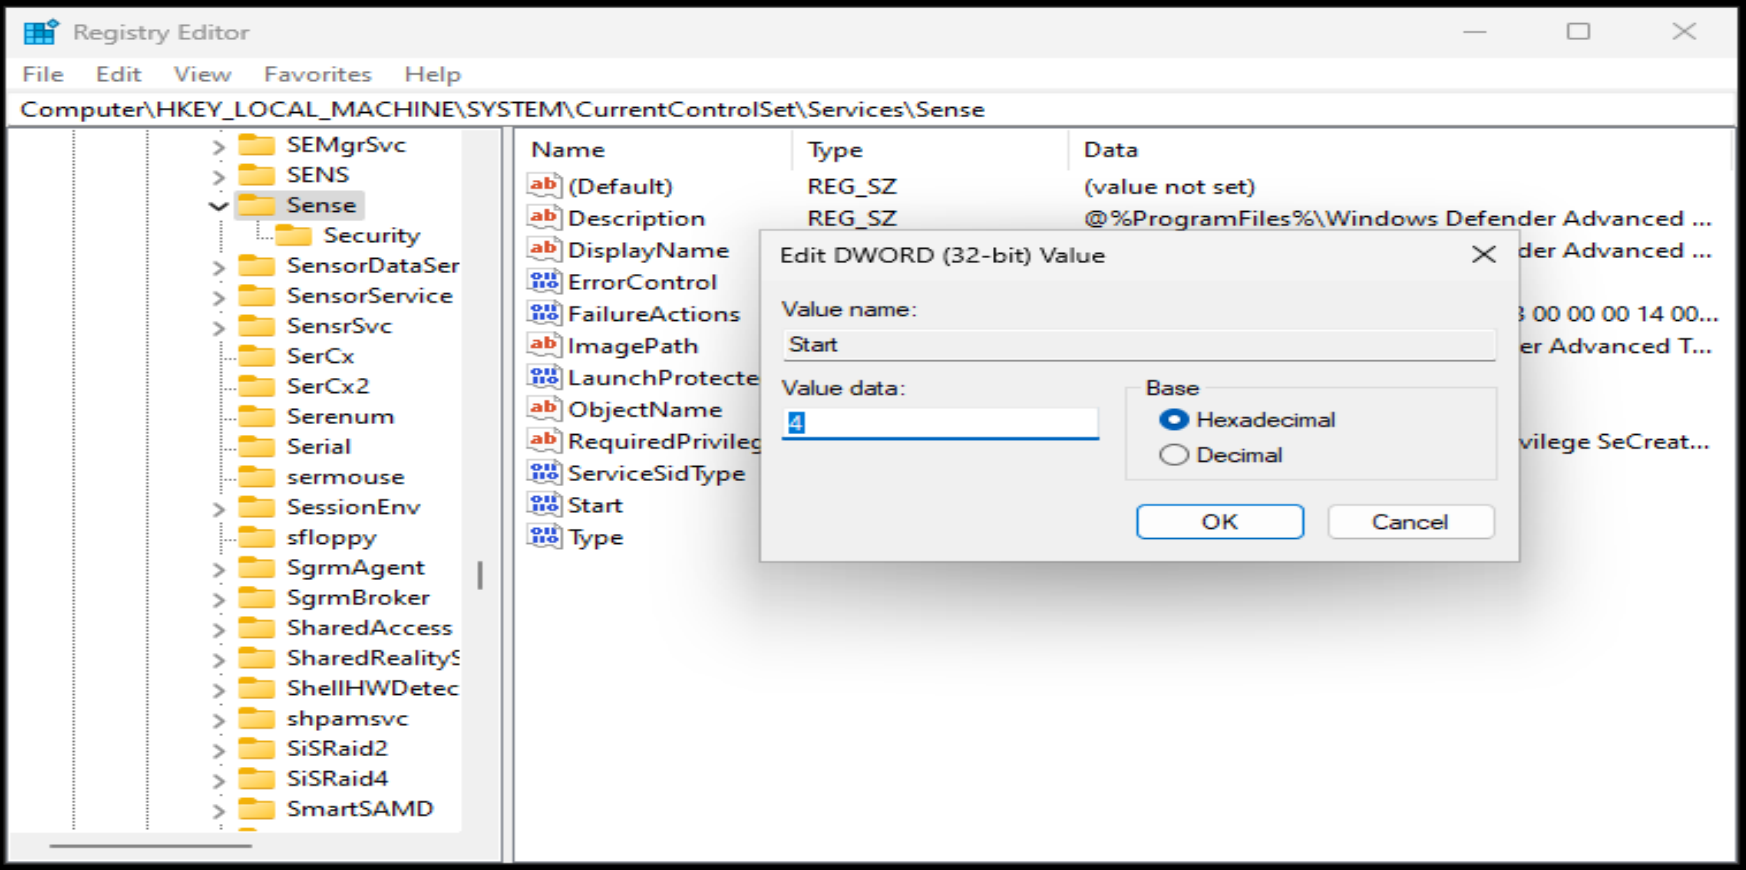 Registry Editor
File Edit View Favorites Help
Computer\HKEY_LOCAL_MACHINE\SYSTEM\CurrentControlSet\Services\Sense
SEMgrSvc
SENS
Sense
Security
SensorDataSer
SensorService
SensrSvc
SerCx
SerCx2
Serenum
Serial
sermouse
SessionEnv
sfloppy
SgrmAgent
SgrmBroker
SharedAccess
SharedRealityS
ShellHWDetec
shpamsvc
SiSRaid2
SiSRaid4
SmartSAMD
Name Type Data
(Default) REG_SZ (value not set)
Description REG_SZ @%ProgramFiles%\Windows Defender Advanced ...
DisplayName der Advanced ...
ErrorControl
FailureActions 00 00 00 14 00...
ImagePath er Advanced T...
LaunchProtecte
ObjectName
RequiredPrivileg vilege SeCreat...
ServiceSidType
Start
Type
Edit DWORD (32-bit) Value
Value name:
Start
Value data:
4
Base
Hexadecimal
Decimal
OK Cancel